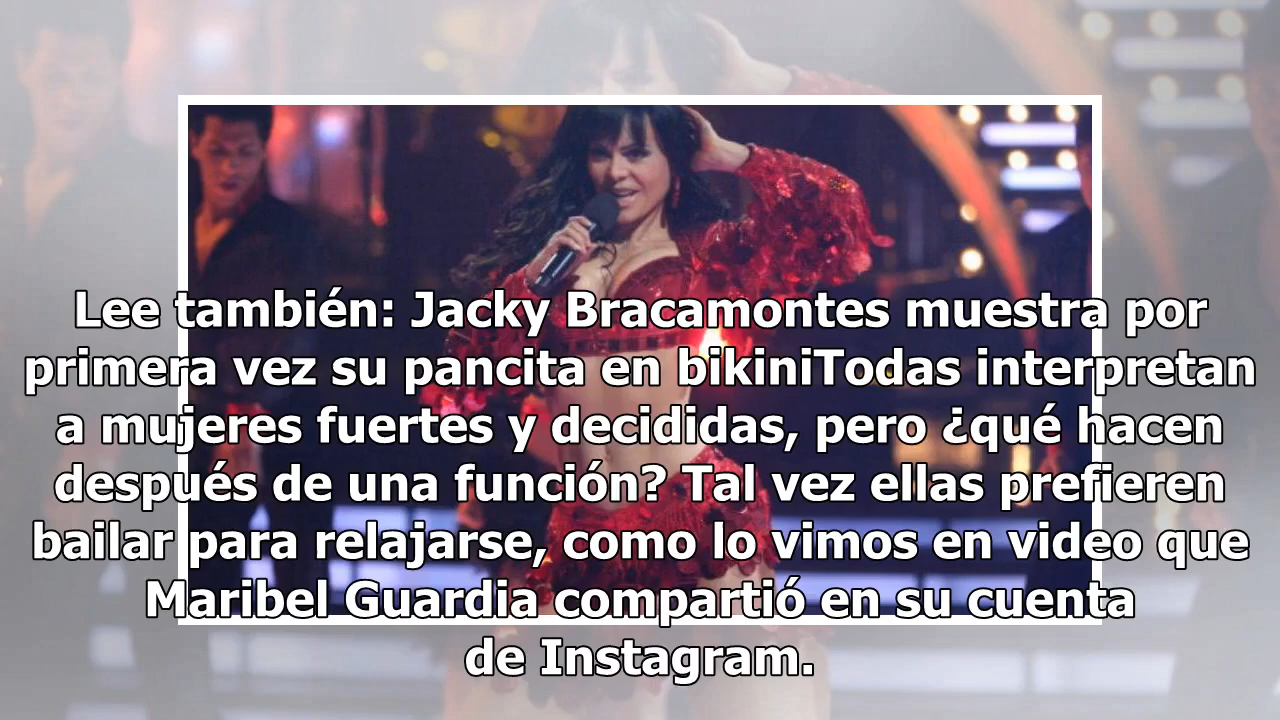 Lee también: Jacky Bracamontes muestra por
primera vez su pancita en bikiniTodas interpretan
a mujeres fuertes y decididas, pero ¿qué hacen
después de una función? Tal vez ellas prefieren
bailar para relajarse, como lo vimos en video que
Maribel Guardia compartió en su cuenta
de Instagram.